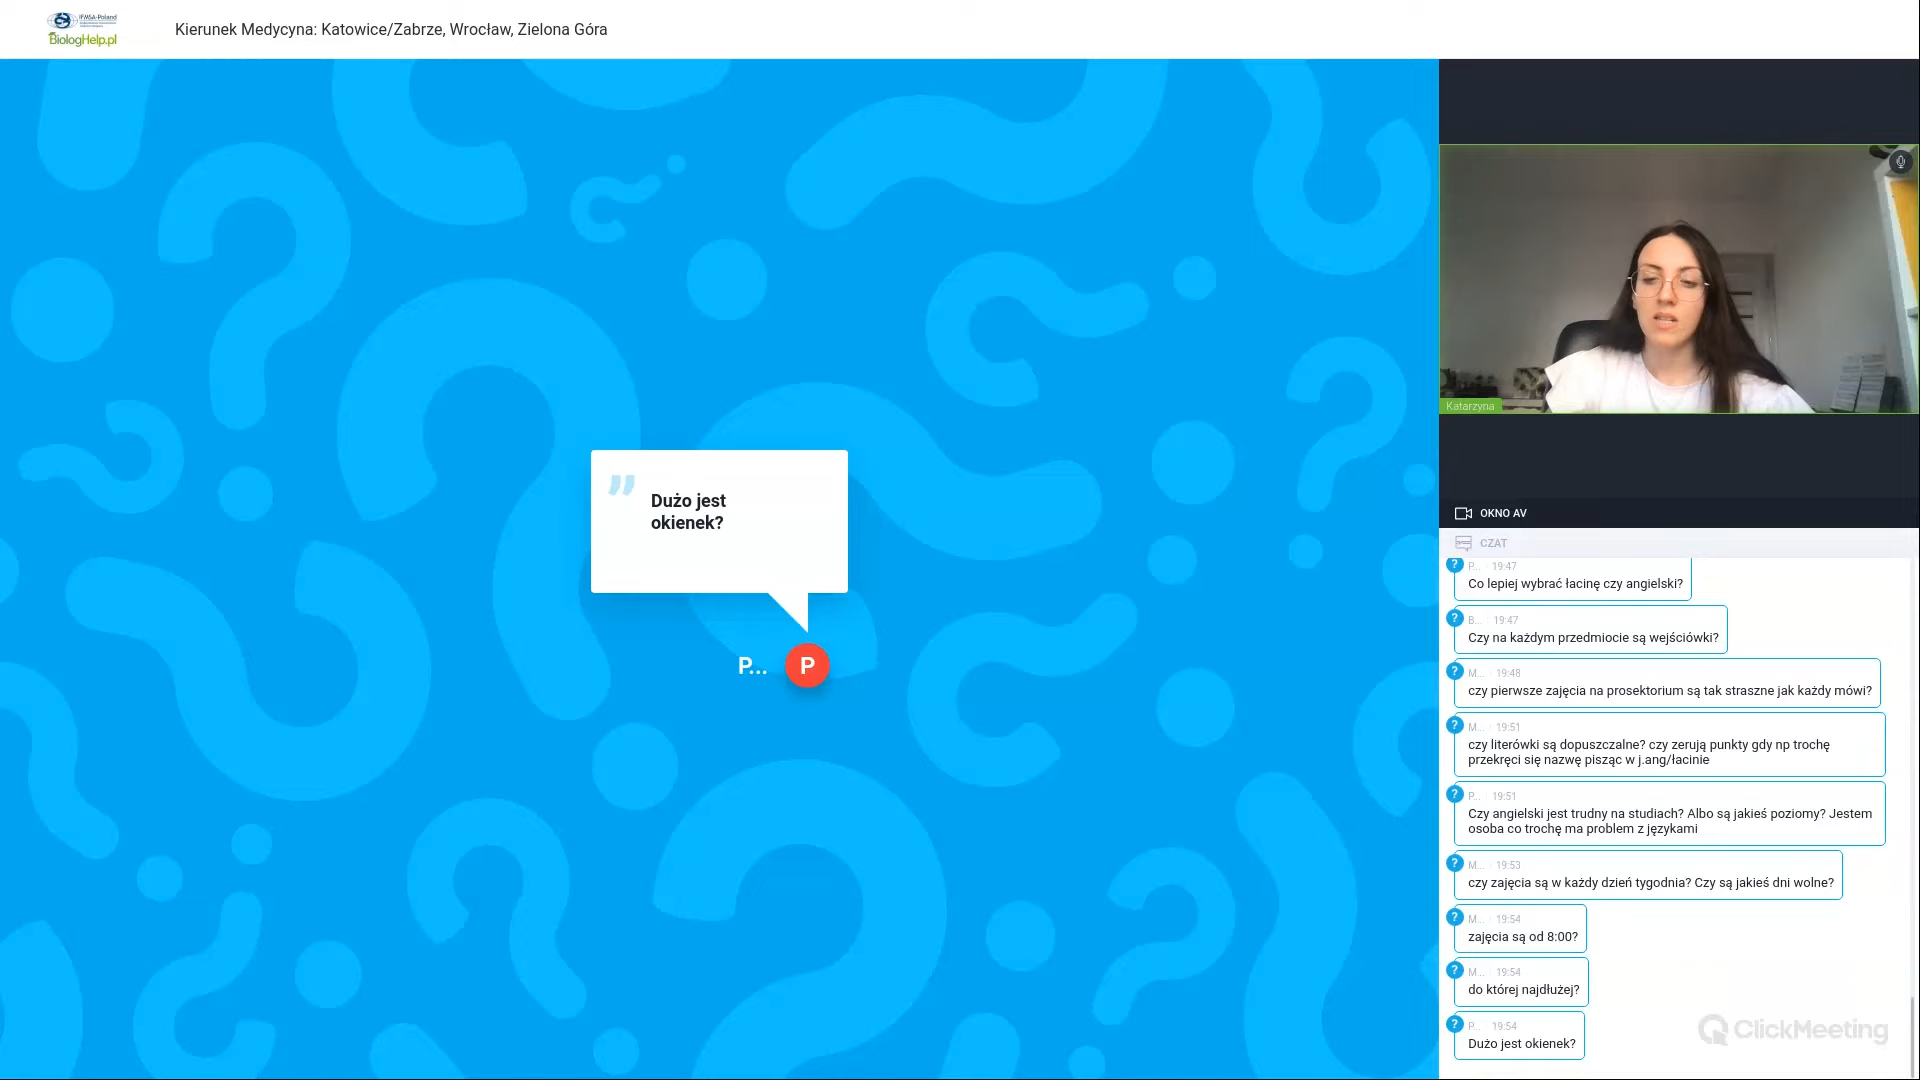 IFMSA-Poland
BiologHelp.pl
Kierunek Medycyna: Katowice/Zabrze, Wrocław, Zielona Góra
Dużo jest
okienek?
P... P
Katarzyna
OKNO AV
CZAT
? P... 19:47
Co lepiej wybrać łacinę czy angielski?
? B... 19:47
Czy na każdym przedmiocie są wejściówki?
? M... 19:48
czy pierwsze zajęcia na prosektorium są tak straszne jak każdy mówi?
? M... 19:51
czy literówki są dopuszczalne? czy zerują punkty gdy np trochę
przekręci się nazwę pisząc w j.ang/łacinie
? P... 19:51
Czy angielski jest trudny na studiach? Albo są jakieś poziomy? Jestem
osoba co trochę ma problem z językami
? M... 19:53
czy zajęcia są w każdy dzień tygodnia? Czy są jakieś dni wolne?
? M... 19:54
zajęcia są od 8:00?
? M... 19:54
do której najdłużej?
? P... 19:54
Dużo jest okienek?
ClickMeeting